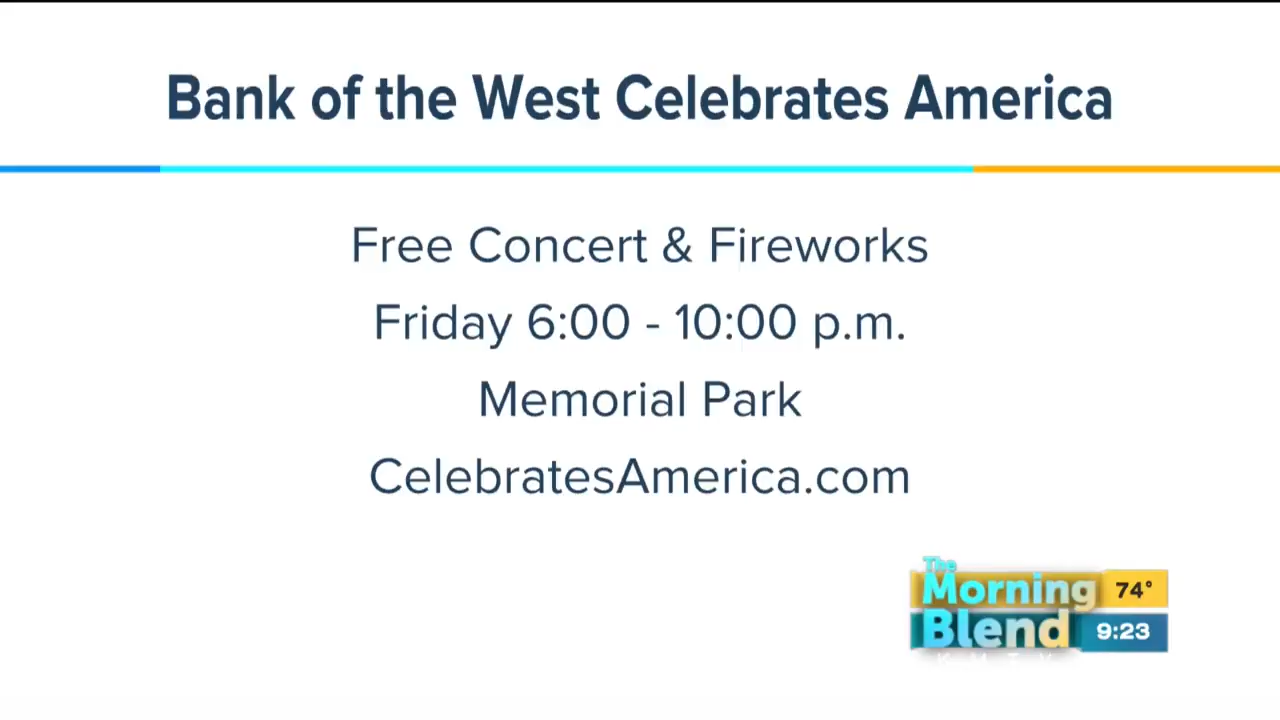 Bank of the West Celebrates America
Free Concert & Fireworks
Friday 6:00 - 10:00 p.m.
Memorial Park
CelebratesAmerica.com
The
Morning
74°
Blend
9:23